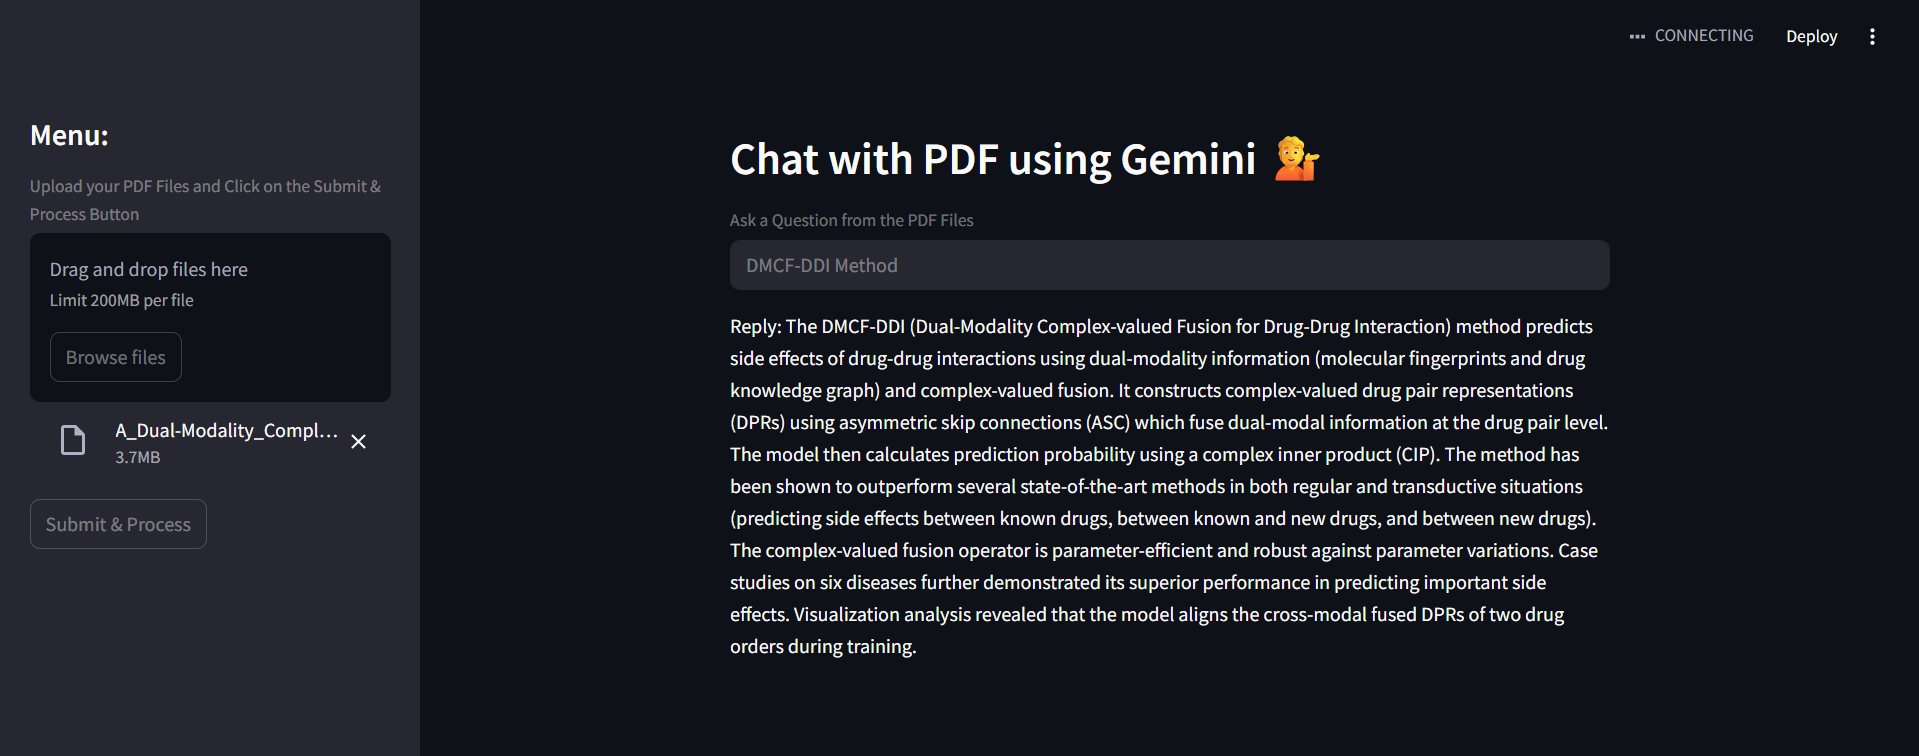 CONNECTING
Deploy
Menu:
Upload your PDF Files and Click on the Submit &
Process Button
Drag and drop files here
Limit 200MB per file
Browse files
A_Dual-Modality_Compl...
3.7MB
Submit & Process
Chat with PDF using Gemini
Ask a Question from the PDF Files
DMCF-DDI Method
Reply: The DMCF-DDI (Dual-Modality Complex-valued Fusion for Drug-Drug Interaction) method predicts
side effects of drug-drug interactions using dual-modality information (molecular fingerprints and drug
knowledge graph) and complex-valued fusion. It constructs complex-valued drug pair representations
(DPRs) using asymmetric skip connections (ASC) which fuse dual-modal information at the drug pair level.
The model then calculates prediction probability using a complex inner product (CIP). The method has
been shown to outperform several state-of-the-art methods in both regular and transductive situations
(predicting side effects between known drugs, between known and new drugs, and between new drugs).
The complex-valued fusion operator is parameter-efficient and robust against parameter variations. Case
studies on six diseases further demonstrated its superior performance in predicting important side
effects. Visualization analysis revealed that the model aligns the cross-modal fused DPRs of two drug
orders during training.